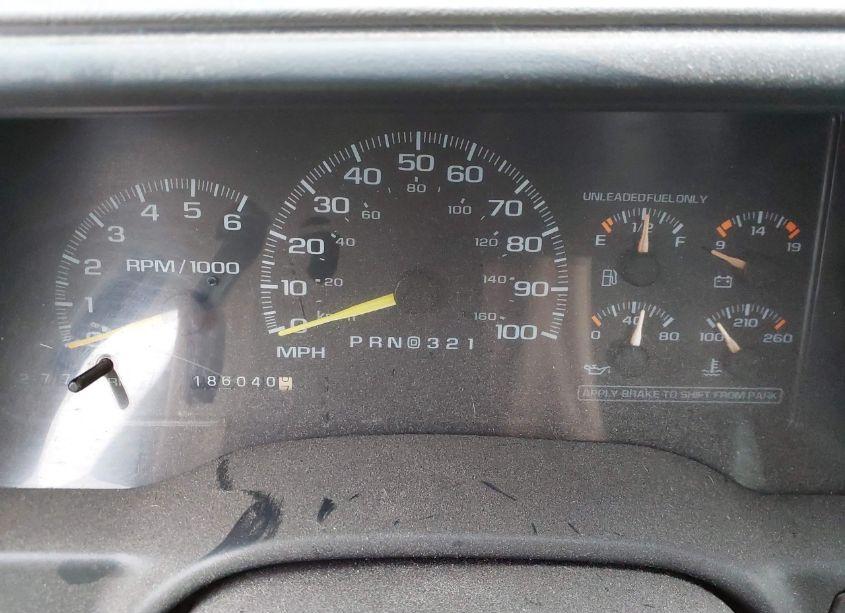 1 2 3 4 5 6
RPM/1000
0 10 20 30 40 50 60 70 80 90 100
20 40 60 80 100 120 140 160
MPH
PRND321
186040
UNLEADED FUEL ONLY
E 1/2 F
9 14 19
0 40 80
100 210 260
APPLY BRAKE TO SHIFT FROM PARK